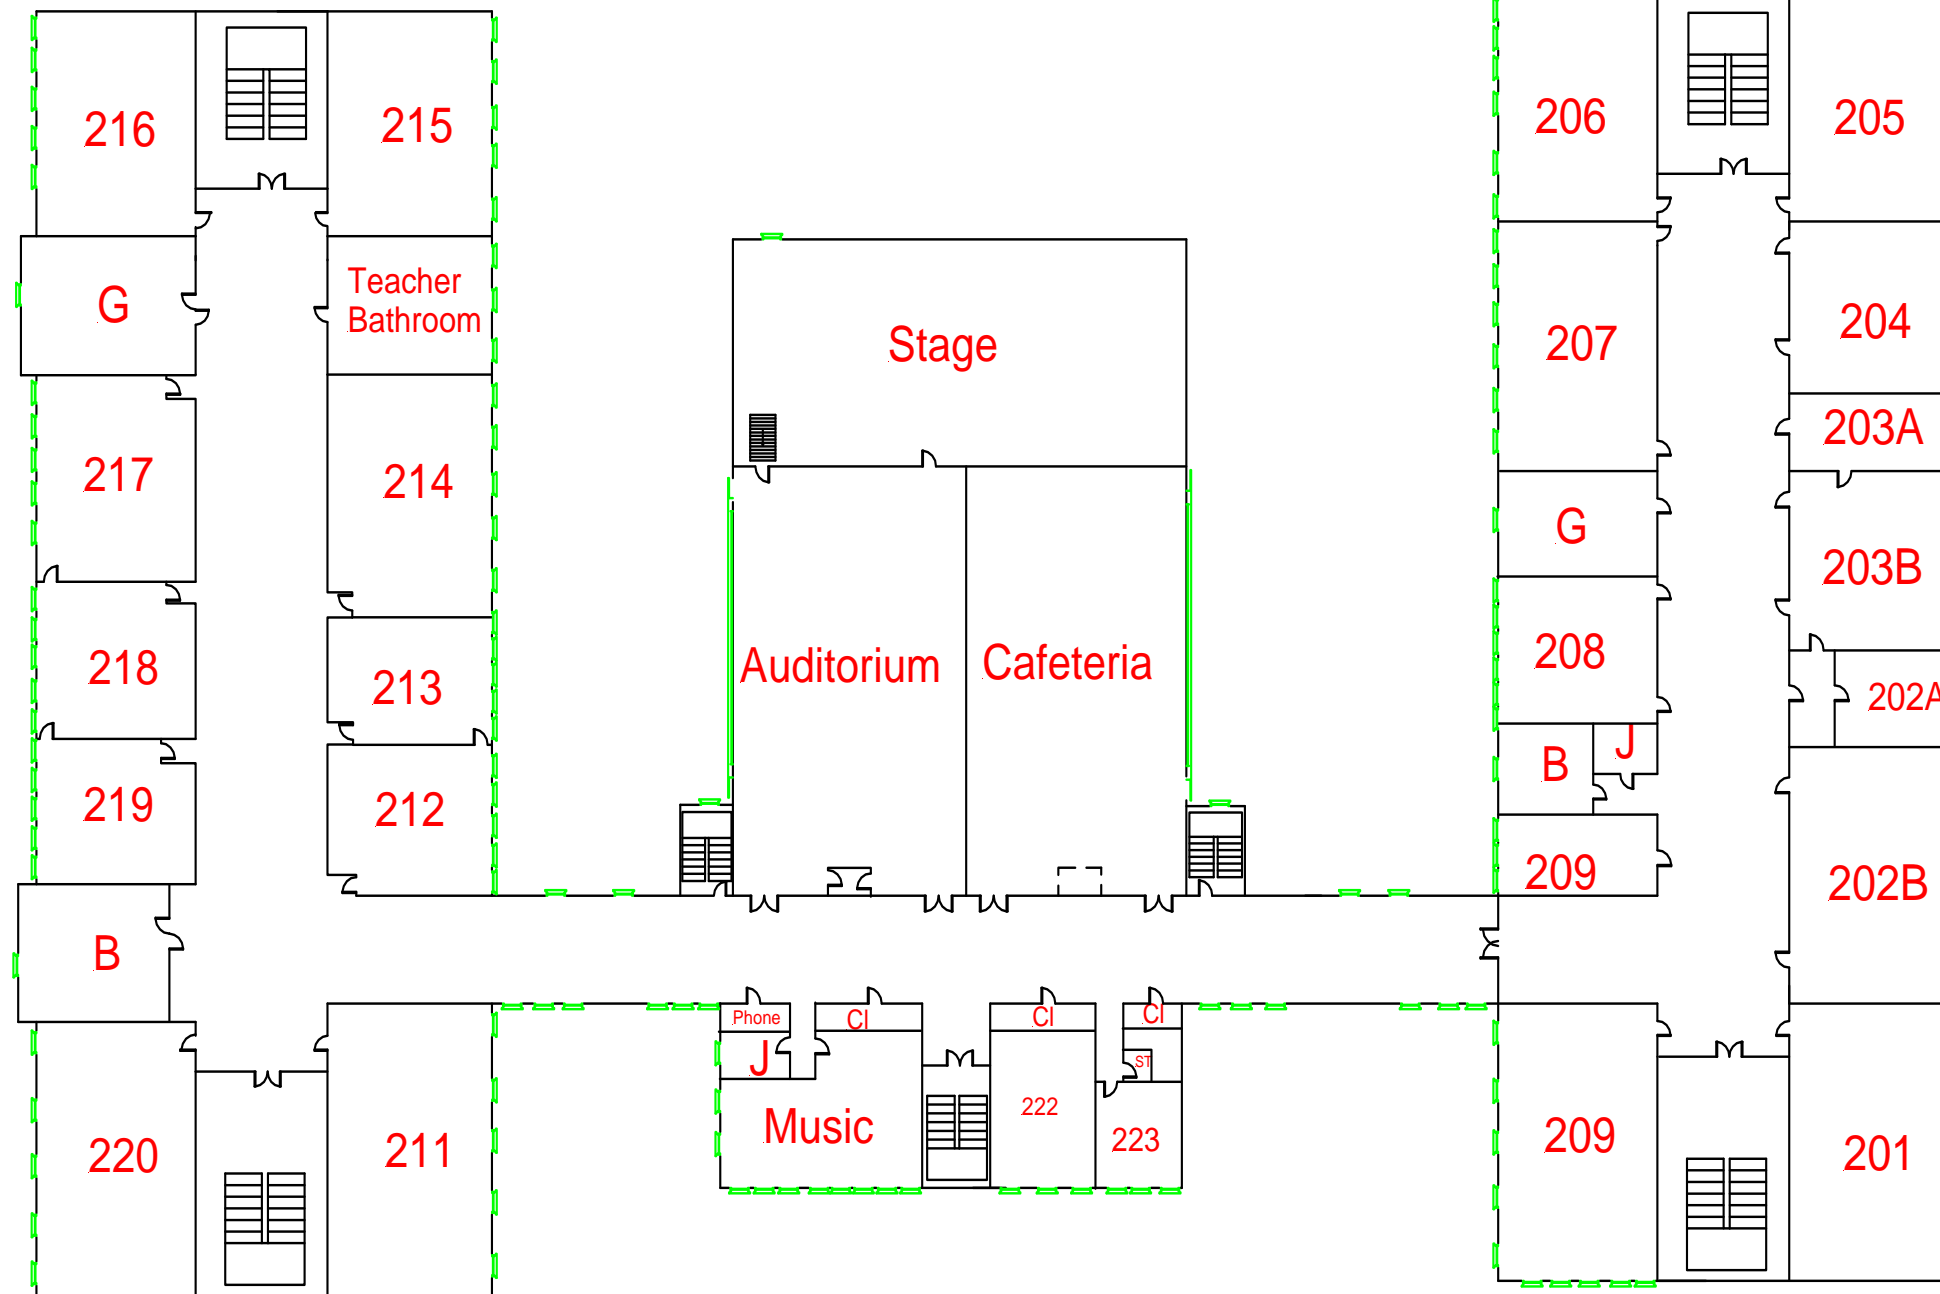 216
215
206
205
G
Teacher
Bathroom
Stage
207
204
217
214
203A
G
203B
218
213
Auditorium
Cafeteria
208
202A
219
212
B
J
209
202B
B
Phone
Cl
Cl
Cl
J
ST
220
211
Music
222
223
209
201